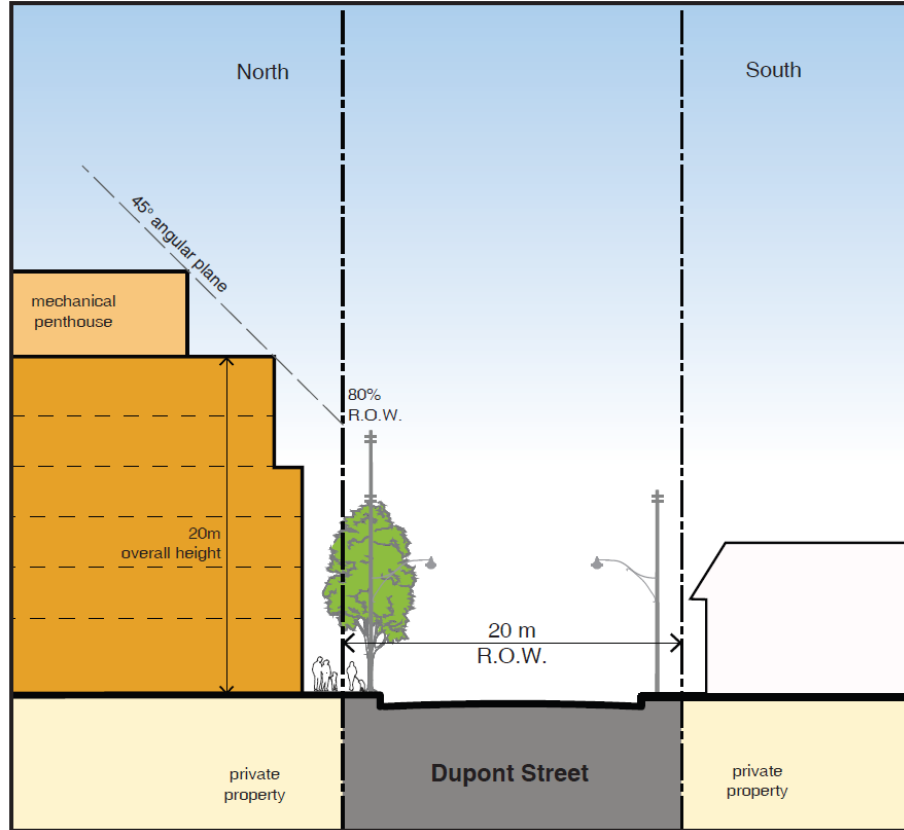 North
South
45° angular plane
mechanical
penthouse
80%
R.O.W.
20m
overall height
20 m
R.O.W.
Dupont Street
private
property
private
property